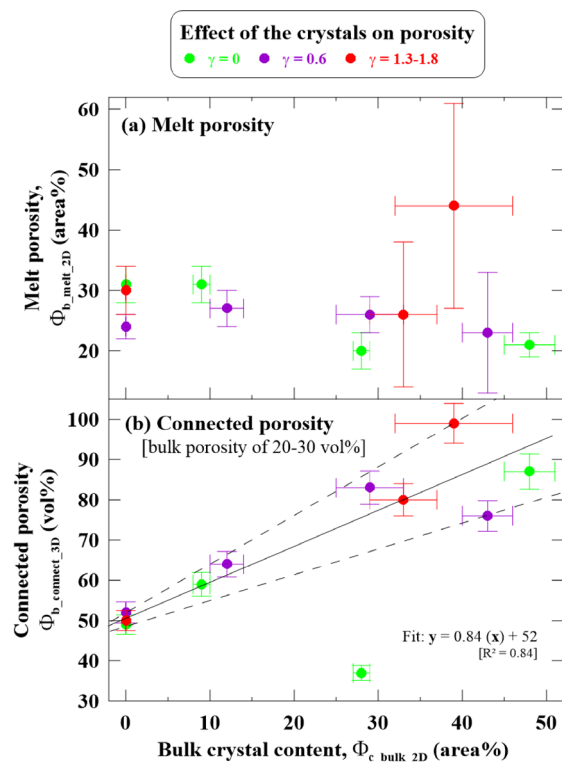 Effect of the crystals on porosity
γ = 0 γ = 0.6 γ = 1.3-1.8
(a) Melt porosity
60
50
40
30
20
Melt porosity,
Φb_melt_2D (area%)
(b) Connected porosity
[bulk porosity of 20-30 vol%]
100
90
80
70
60
50
40
30
Connected porosity
Φb_connect_3D (vol%)
Fit: y = 0.84 (x) + 52
[R² = 0.84]
0 10 20 30 40 50
Bulk crystal content, Φc_bulk_2D (area%)